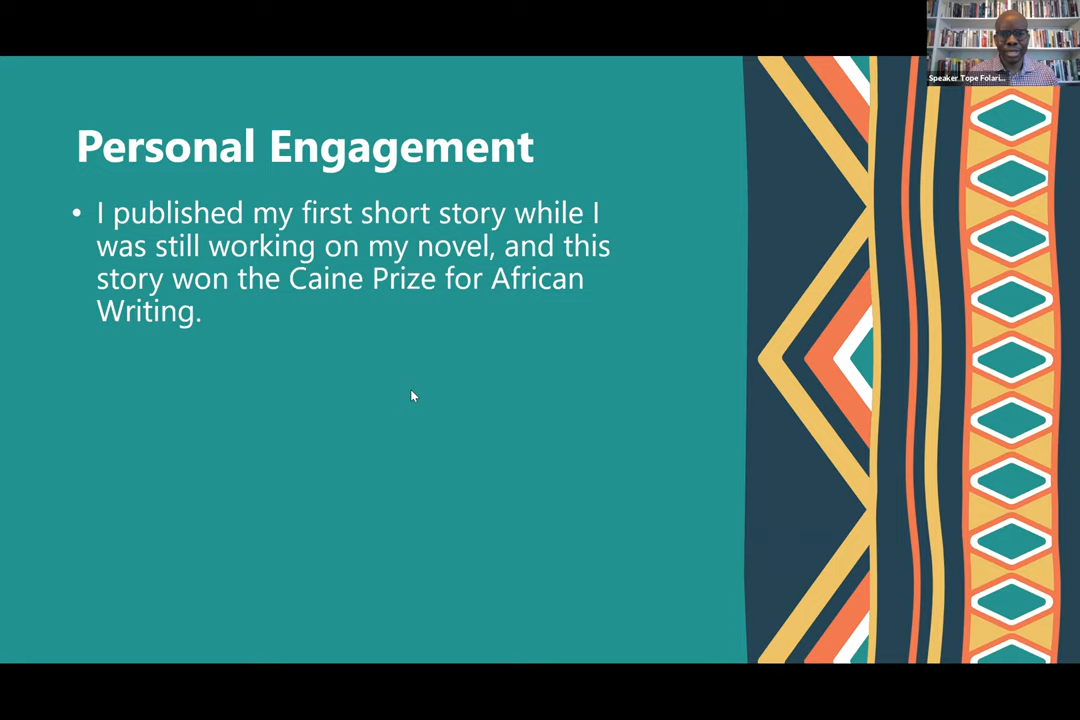 Speaker Tope Folari...
Personal Engagement
• I published my first short story while I
was still working on my novel, and this
story won the Caine Prize for African
Writing.